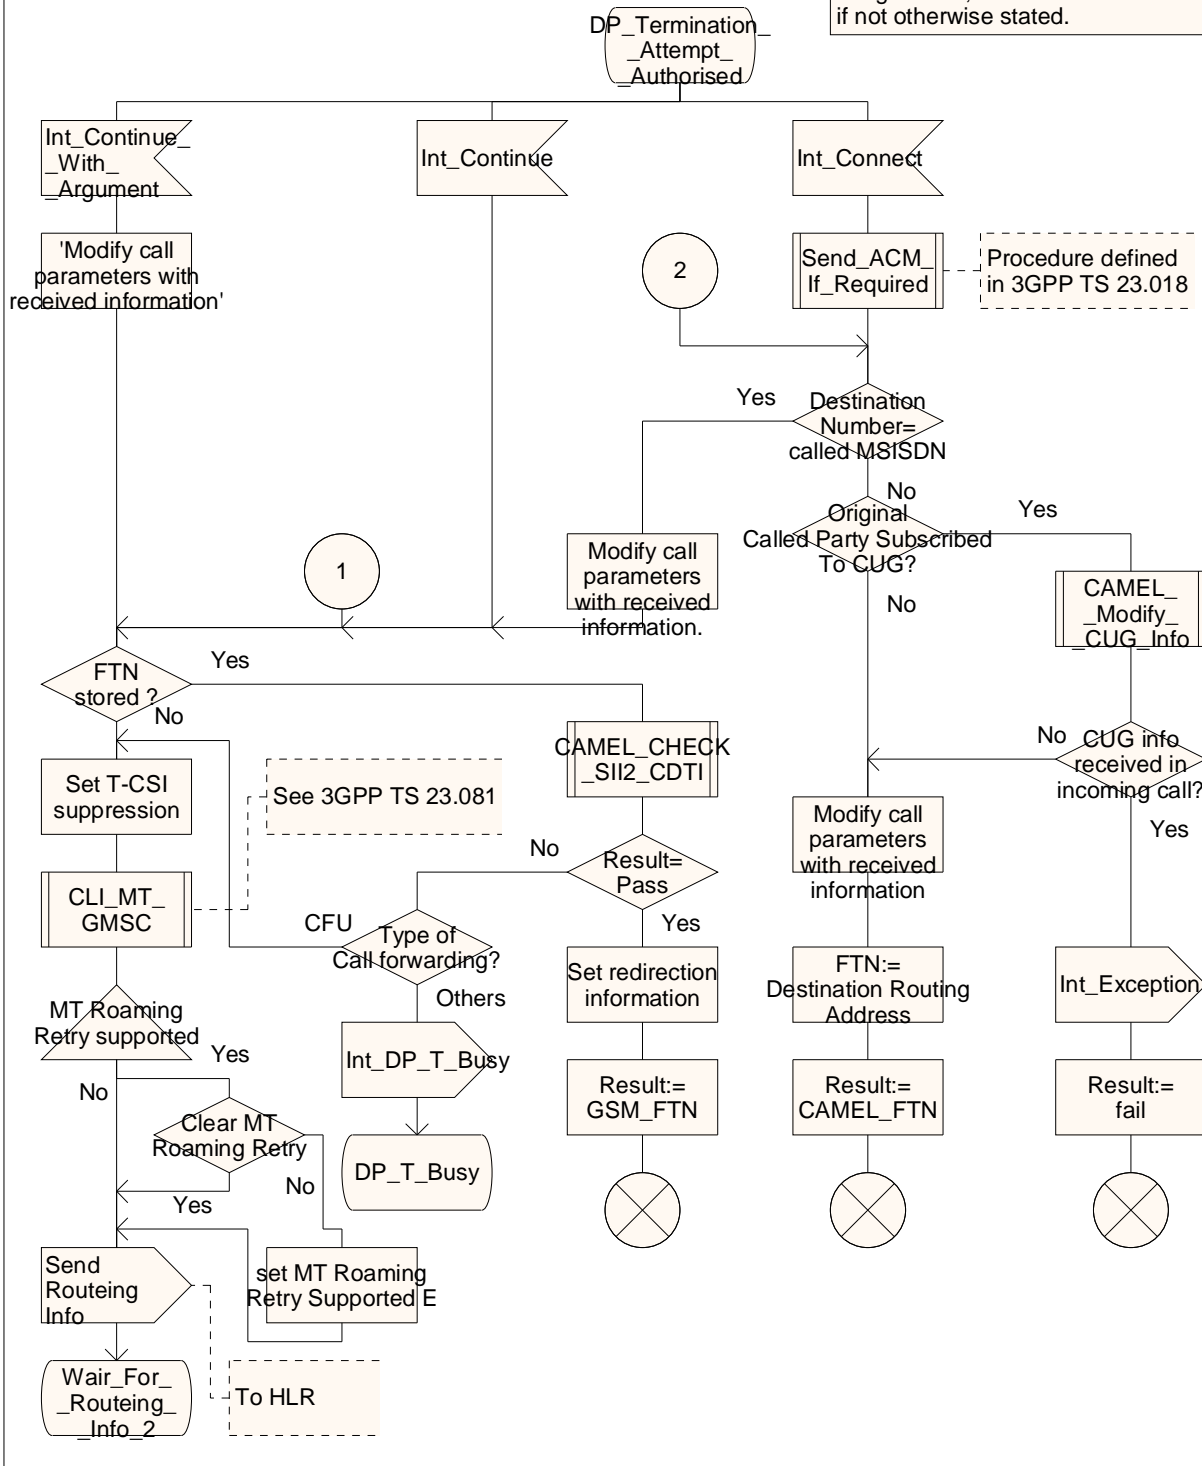 if not otherwise stated.
DP_Termination_
_Attempt_
_Authorised
Int_Continue_
_With_
_Argument
Int_Continue
Int_Connect
'Modify call
parameters with
received information'
2
Send_ACM_
If_Required
Procedure defined
in 3GPP TS 23.018
Yes
Destination
Number=
called MSISDN
No
Original
Called Party Subscribed
To CUG?
Yes
No
1
Modify call
parameters
with received
information.
CAMEL_
_Modify_
_CUG_Info
FTN
stored ?
Yes
No
CAMEL_CHECK
_SII2_CDTI
No
CUG info
received in
incoming call?
Yes
Set T-CSI
suppression
See 3GPP TS 23.081
Modify call
parameters
with received
information
No
Result=
Pass
Yes
CLI_MT_
GMSC
CFU
Type of
Call forwarding?
Others
Set redirection
information
FTN:=
Destination Routing
Address
Int_Exception
MT Roaming
Retry supported
Yes
No
Int_DP_T_Busy
Result:=
GSM_FTN
Result:=
CAMEL_FTN
Result:=
fail
Clear MT
Roaming Retry
No
Yes
DP_T_Busy
Send
Routeing
Info
set MT Roaming
Retry Supported E
Wair_For_
_Routeing_
_Info_2
To HLR